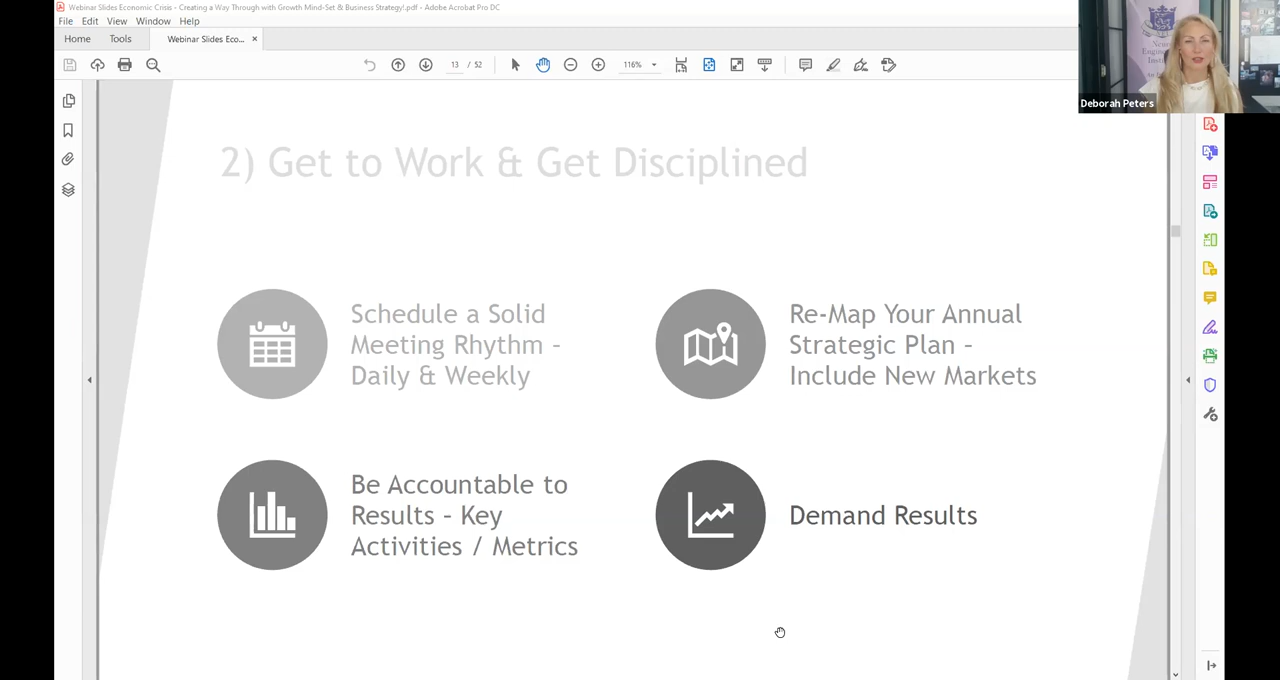 Webinar Slides Economic Crisis - Creating a Way Through with Growth Mind-Set & Business Strategy!.pdf - Adobe Acrobat Pro DC
File Edit View Window Help
Home Tools Webinar Slides Eco... ×
13 / 52 116%
Deborah Peters
2) Get to Work & Get Disciplined
Schedule a Solid
Meeting Rhythm -
Daily & Weekly
Re-Map Your Annual
Strategic Plan -
Include New Markets
Be Accountable to
Results - Key
Activities / Metrics
Demand Results